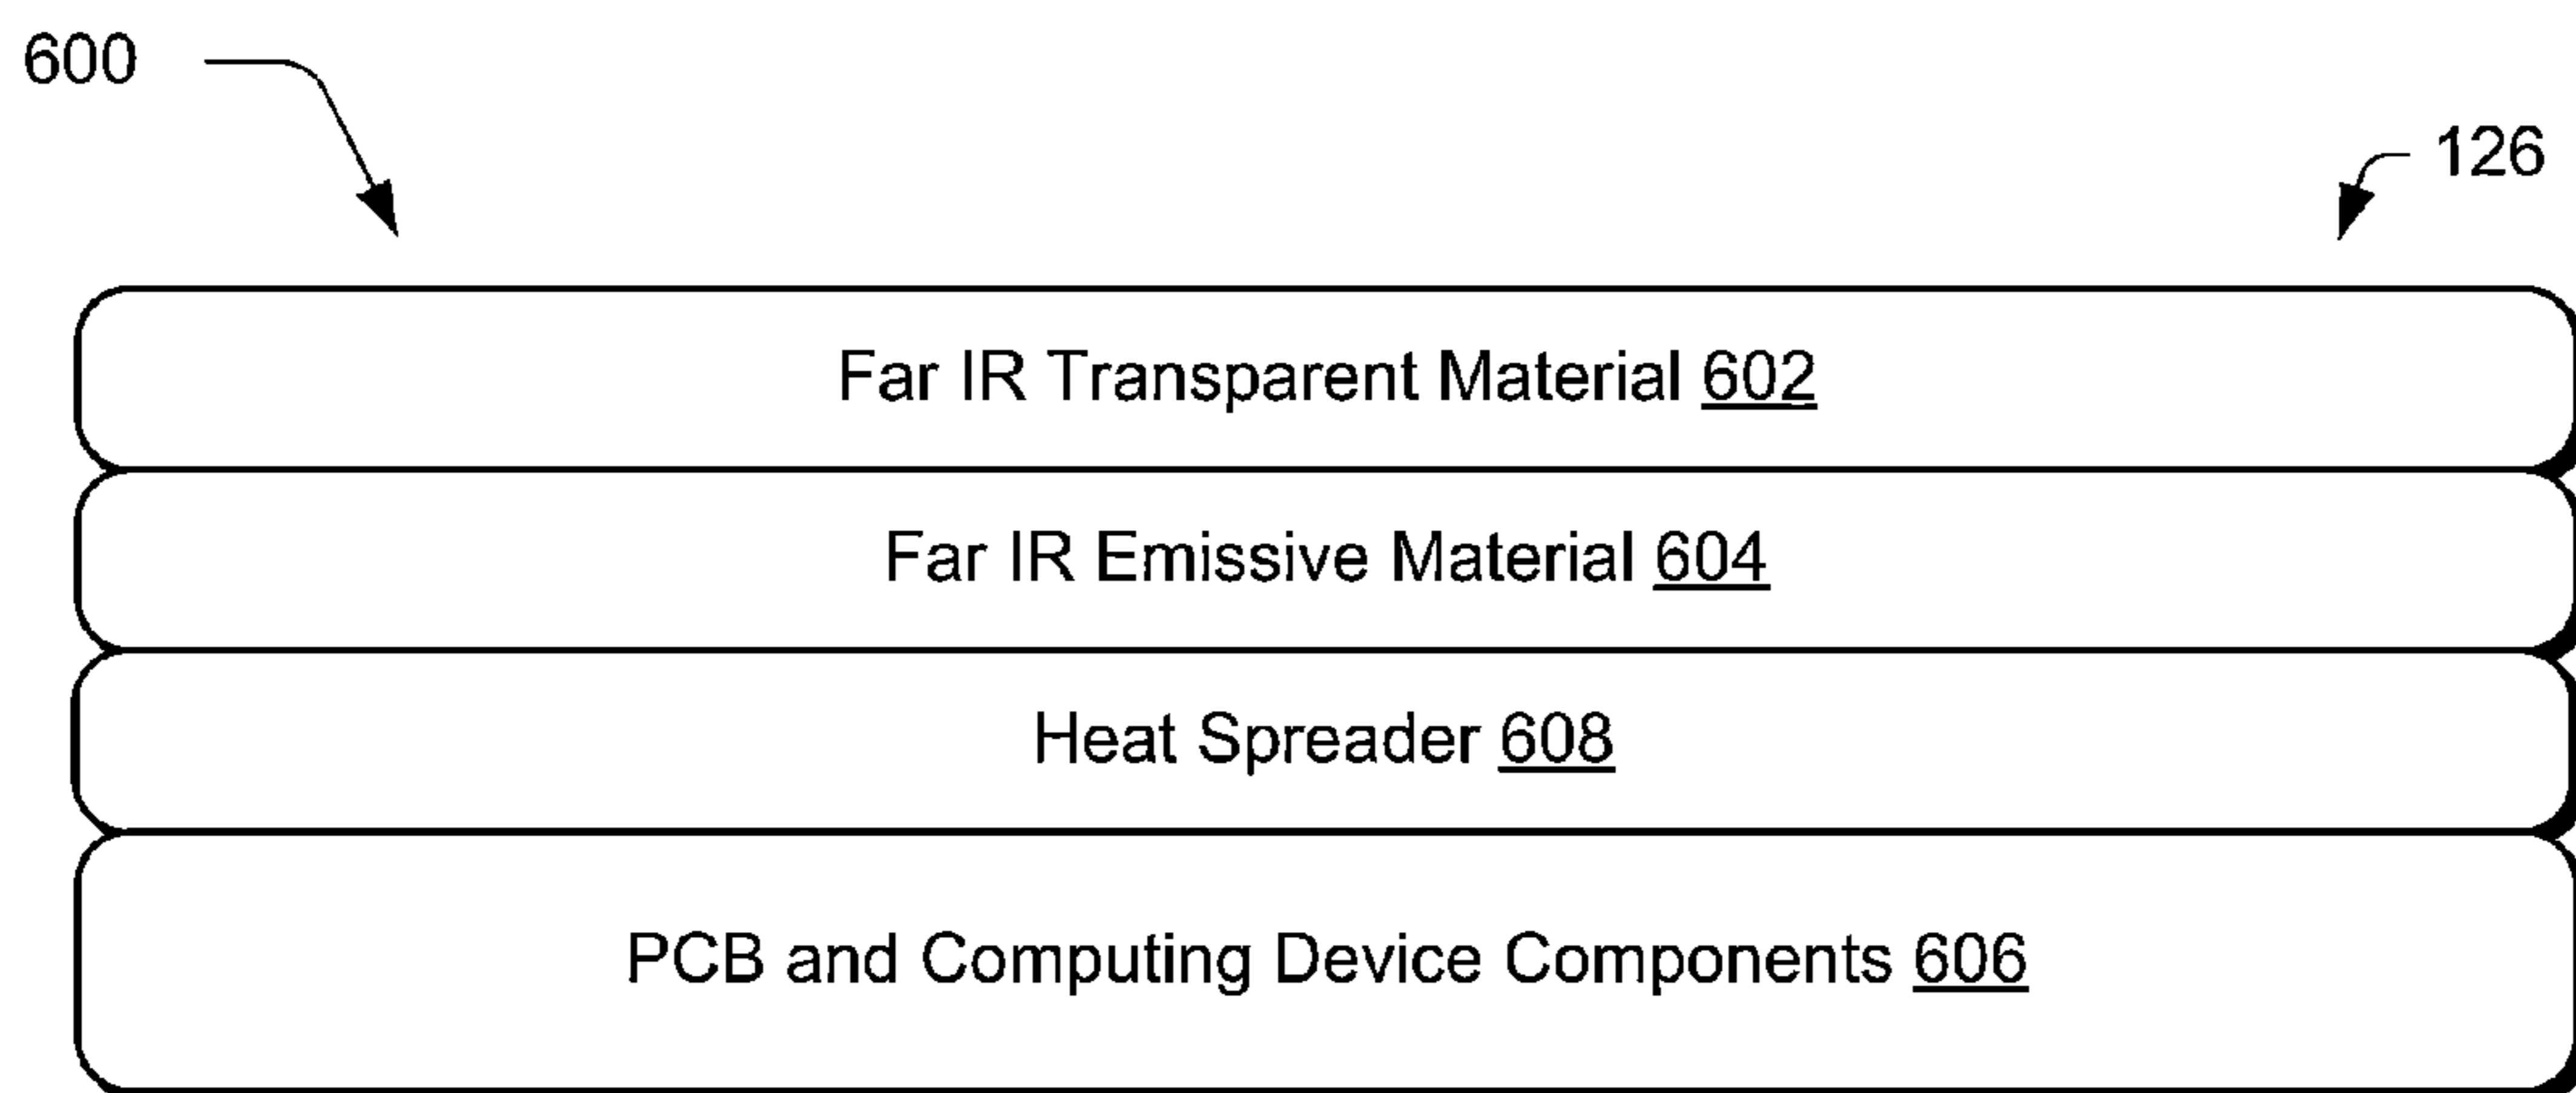 600
126
Far IR Transparent Material 602
Far IR Emissive Material 604
Heat Spreader 608
PCB and Computing Device Components 606